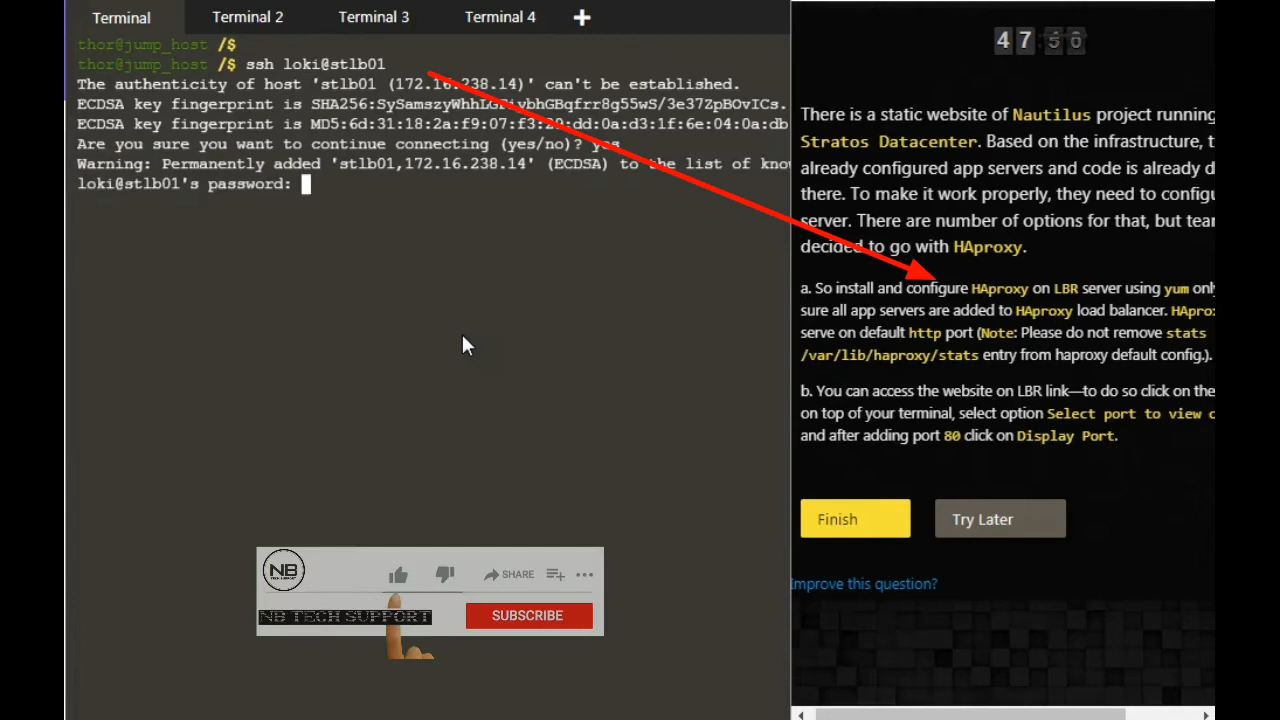 Terminal
Terminal 2
Terminal 3
Terminal 4
thor@jump_host /$
thor@jump_host /$ ssh loki@stlb01
The authenticity of host 'stlb01 (172.16.238.14)' can't be established.
ECDSA key fingerprint is
ECDSA key fingerprint is
Are you sure you want to continue connecting (yes/no)? yes
Warning: Permanently added 'stlb01,172.16.238.14' (ECDSA) to the list of kno
loki@stlb01's password:
47
There is a static website of Nautilus project running
Stratos Datacenter. Based on the infrastructure, t
already configured app servers and code is already d
there. To make it work properly, they need to configu
server. There are number of options for that, but tea
decided to go with HAproxy.
a. So install and configure HAproxy on LBR server using yum only
sure all app servers are added to HAproxy load balancer. HApro
serve on default http port (Note: Please do not remove stats
/var/lib/haproxy/stats entry from haproxy default config.).
b. You can access the website on LBR link—to do so click on the
on top of your terminal, select option Select port to view
and after adding port 80 click on Display Port.
Finish
Try Later
Improve this question?
NB
TECH SUPPORT
SHARE
NB TECH SUPPORT
SUBSCRIBE